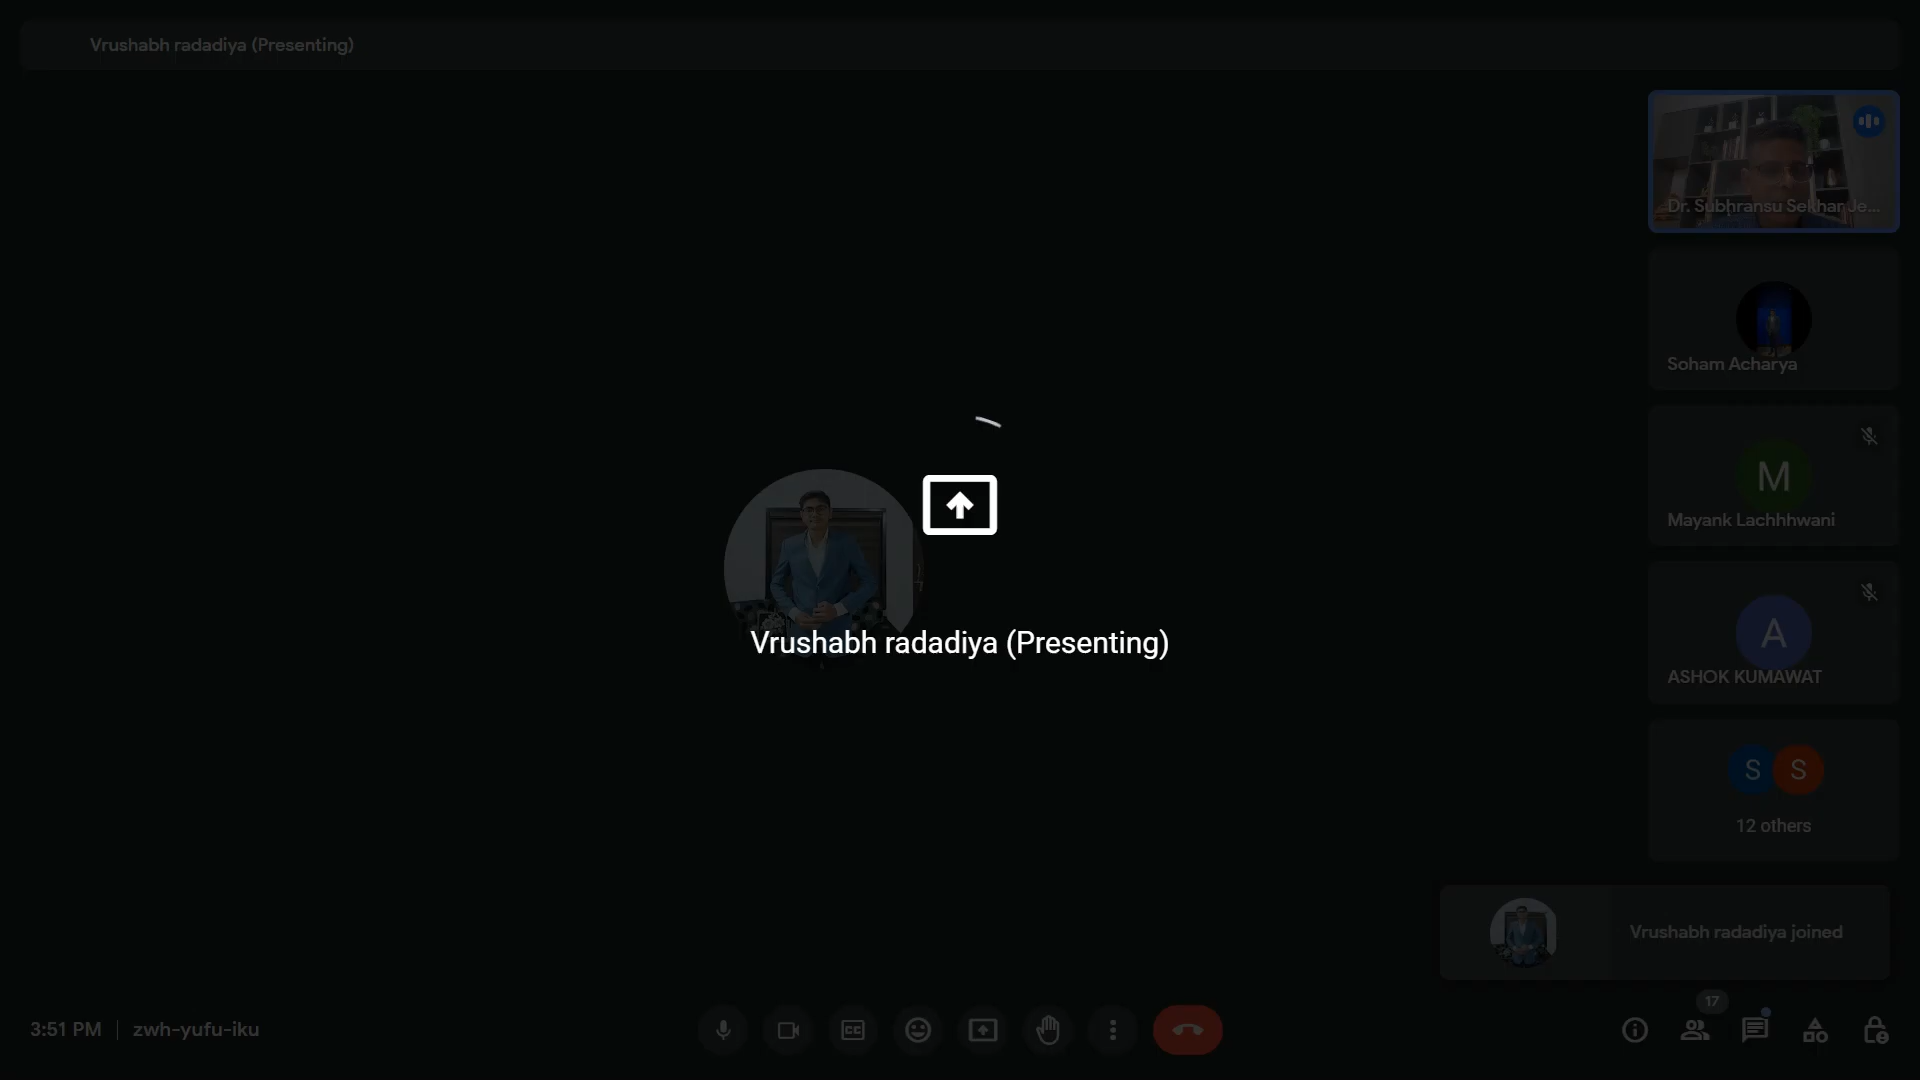 Vrushabh radadiya (Presenting)
Dr. Subhransu Sekhar Je...
Soham Acharya
M
Mayank Lachhhwani
A
ASHOK KUMAWAT
S S
12 others
Vrushabh radadiya (Presenting)
Vrushabh radadiya joined
3:51 PM | zwh-yufu-iku
CC
17